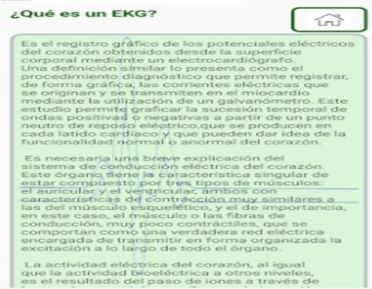 ¿Qué es un EKG?
Es el registro gráfico de los potenciales eléctricos
del corazón obtenidos desde la superficie
corporal mediante un electrocardiógrafo.
Una definición similar lo presenta como el
procedimiento diagnóstico que permite registrar,
de forma gráfica, las corrientes eléctricas que
se originan y se transmiten en el miocardio
mediante la utilización de un galvanómetro. Este
estudio permite graficar la sucesión temporal de
ondas positivas o negativas a partir de un punto
neutro de reposo eléctrico,que se producen en
cada latido cardíaco y que pueden dar idea de la
funcionalidad normal o anormal del corazón.
Es necesaria una breve explicación del
sistema de conducción eléctrica del corazón.
Este órgano tiene la característica singular de
estar compuesto por tres tipos de músculos:
el auricular y el ventricular, ambos con
características de contracción muy similares a
las del músculo esquelético, y el de importancia,
en este caso, el músculo o las fibras de
conducción, muy poco contráctiles, que se
comportan como una verdadera red eléctrica
encargada de transmitir en forma organizada la
excitación a lo largo de todo el órgano.
La actividad eléctrica del corazón, al igual
que la actividad bioeléctrica a otros niveles,
es el resultado del paso de iones a través de